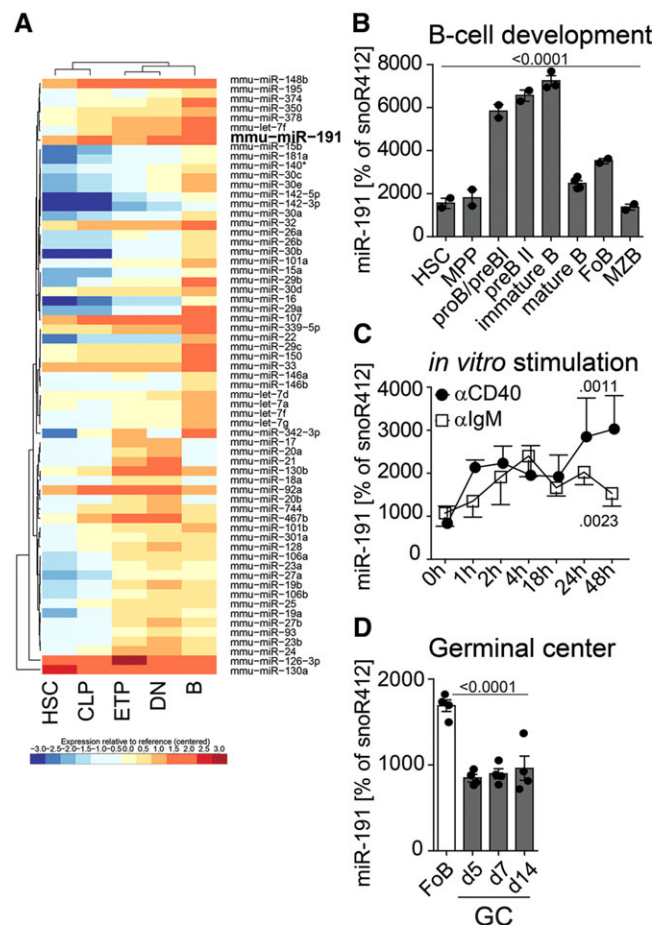 A
mmu-miR-148b
mmu-miR-195
mmu-miR-374
mmu-miR-350
mmu-miR-378
mmu-let-7f
mmu-miR-191
mmu-miR-15b
mmu-miR-181a
mmu-miR-140*
mmu-miR-30c
mmu-miR-30e
mmu-miR-142-5p
mmu-miR-142-3p
mmu-miR-30a
mmu-miR-32
mmu-miR-26a
mmu-miR-26b
mmu-miR-30b
mmu-miR-101a
mmu-miR-15a
mmu-miR-29b
mmu-miR-30d
mmu-miR-16
mmu-miR-29a
mmu-miR-107
mmu-miR-339-5p
mmu-miR-22
mmu-miR-29c
mmu-miR-150
mmu-miR-33
mmu-miR-146a
mmu-miR-146b
mmu-let-7d
mmu-let-7a
mmu-let-7f
mmu-let-7g
mmu-miR-342-3p
mmu-miR-17
mmu-miR-20a
mmu-miR-21
mmu-miR-130b
mmu-miR-18a
mmu-miR-92a
mmu-miR-20b
mmu-miR-744
mmu-miR-467b
mmu-miR-101b
mmu-miR-301a
mmu-miR-128
mmu-miR-106a
mmu-miR-23a
mmu-miR-27a
mmu-miR-19b
mmu-miR-106b
mmu-miR-25
mmu-miR-19a
mmu-miR-27b
mmu-miR-93
mmu-miR-23b
mmu-miR-24
mmu-miR-126-3p
mmu-miR-130a
HSC CLP ETP DN B
Expression relative to reference (centered)
-3.0-2.5-2.0-1.5-1.0-0.5 0.0 0.5 1.0 1.5 2.0 2.5 3.0
B
B-cell development
<0.0001
miR-191 [% of snoR412]
8000
6000
4000
2000
0
HSC MPP proB/preBI preB II immature B mature B FoB MZB
C
in vitro stimulation
αCD40
αIgM
.0011
.0023
miR-191 [% of snoR412]
4000
3000
2000
1000
0
0h 1h 2h 4h 18h 24h 48h
D
Germinal center
<0.0001
miR-191 [% of snoR412]
2000
1000
0
FoB d5 d7 d14
GC